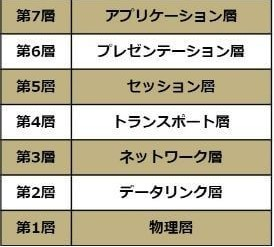 第7層 アプリケーション層
第6層 プレゼンテーション層
第5層 セッション層
第4層 トランスポート層
第3層 ネットワーク層
第2層 データリンク層
第1層 物理層